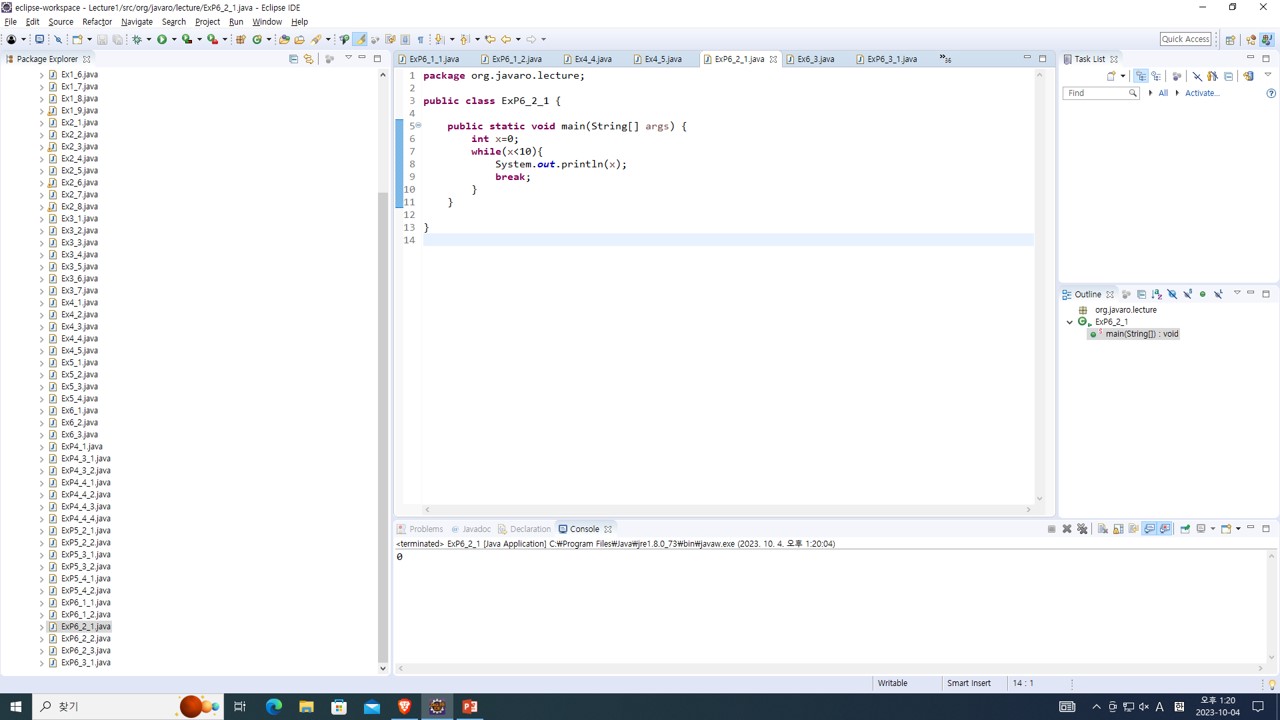 eclipse-workspace - Lecture1/src/org/javaro/lecture/ExP6_2_1.java - Eclipse IDE
File Edit Source Refactor Navigate Search Project Run Window Help
Quick Access
Package Explorer
Ex1_6.java
Ex1_7.java
Ex1_8.java
Ex1_9.java
Ex2_1.java
Ex2_2.java
Ex2_3.java
Ex2_4.java
Ex2_5.java
Ex2_6.java
Ex2_7.java
Ex2_8.java
Ex3_1.java
Ex3_2.java
Ex3_3.java
Ex3_4.java
Ex3_5.java
Ex3_6.java
Ex3_7.java
Ex4_1.java
Ex4_2.java
Ex4_3.java
Ex4_4.java
Ex4_5.java
Ex5_1.java
Ex5_2.java
Ex5_3.java
Ex5_4.java
Ex6_1.java
Ex6_2.java
Ex6_3.java
ExP4_1.java
ExP4_3_1.java
ExP4_3_2.java
ExP4_4_1.java
ExP4_4_2.java
ExP4_4_3.java
ExP4_4_4.java
ExP5_2_1.java
ExP5_2_2.java
ExP5_3_1.java
ExP5_3_2.java
ExP5_4_1.java
ExP5_4_2.java
ExP6_1_1.java
ExP6_1_2.java
ExP6_2_1.java
ExP6_2_2.java
ExP6_2_3.java
ExP6_3_1.java
ExP6_1_1.java ExP6_1_2.java Ex4_4.java Ex4_5.java ExP6_2_1.java Ex6_3.java ExP6_3_1.java »36
1 package org.javaro.lecture;
2
3 public class ExP6_2_1 {
4
5 public static void main(String[] args) {
6 int x=0;
7 while(x<10){
8 System.out.println(x);
9 break;
10 }
11 }
12
13 }
14
Task List
Find All Activate...
Outline
org.javaro.lecture
ExP6_2_1
main(String[]) : void
Problems Javadoc Declaration Console
<terminated> ExP6_2_1 [Java Application] C:₩Program Files₩Java₩jre1.8.0_73₩bin₩javaw.exe (2023. 10. 4. 오후 1:20:04)
0
Writable Smart Insert 14 : 1
찾기
A 漢 오후 1:20
2023-10-04